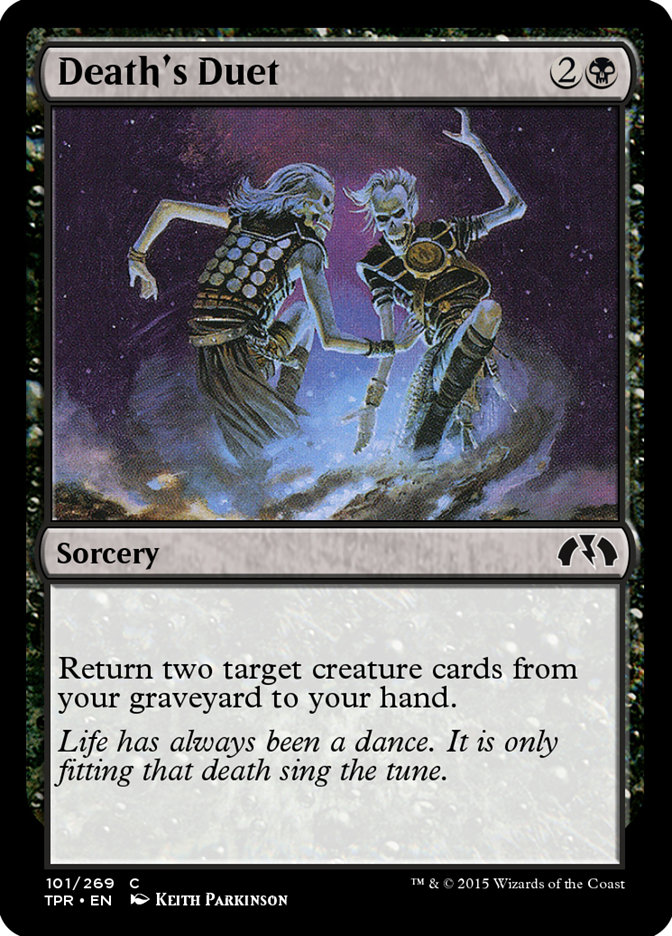 Death's Duet 2
Sorcery
Return two target creature cards from
your graveyard to your hand.
Life has always been a dance. It is only
fitting that death sing the tune.
101/269 C ™ & © 2015 Wizards of the Coast
TPR • EN Keith Parkinson